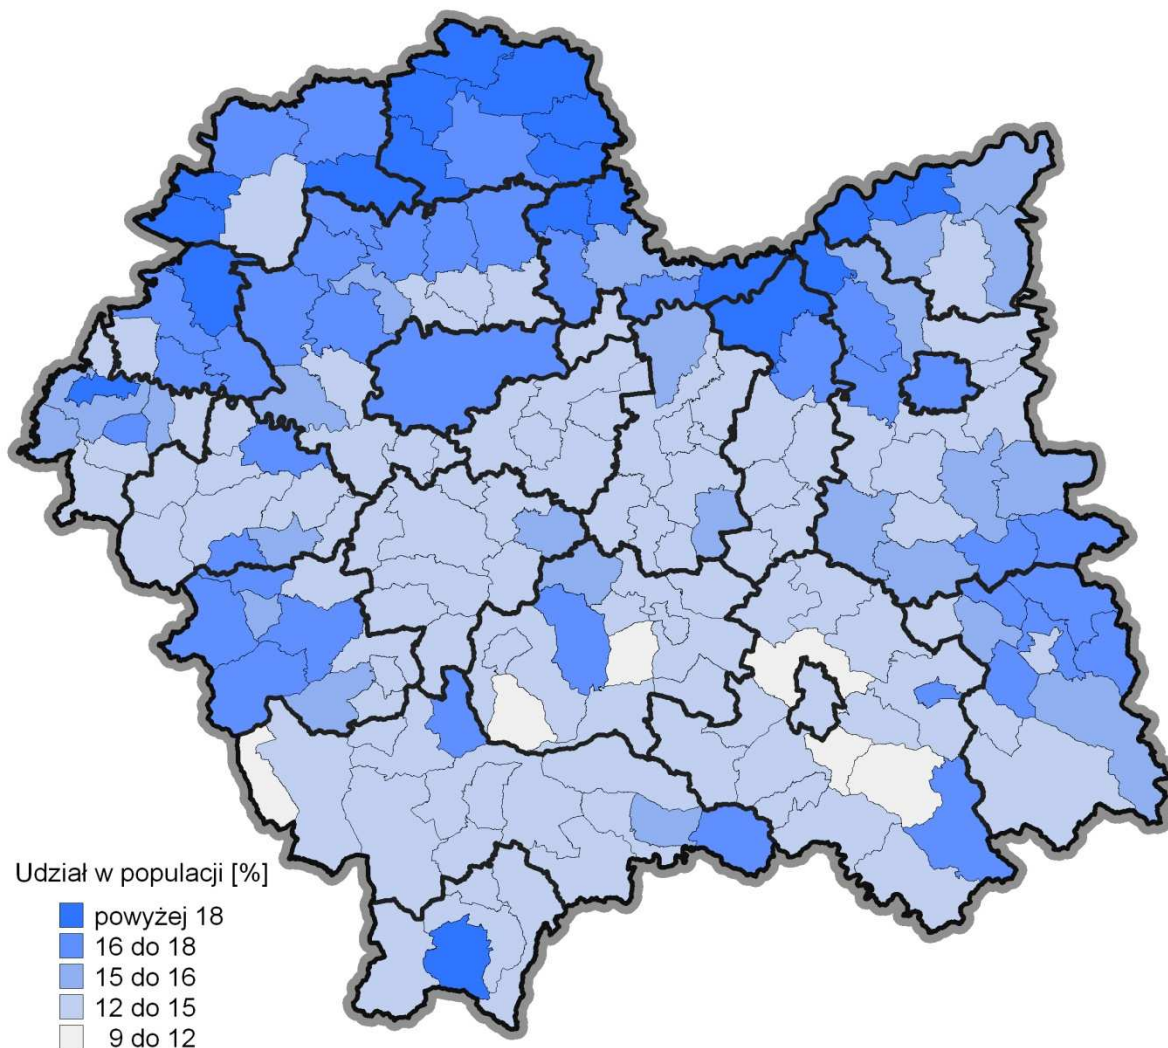 Udział w populacji [%]
powyżej 18
16 do 18
15 do 16
12 do 15
9 do 12